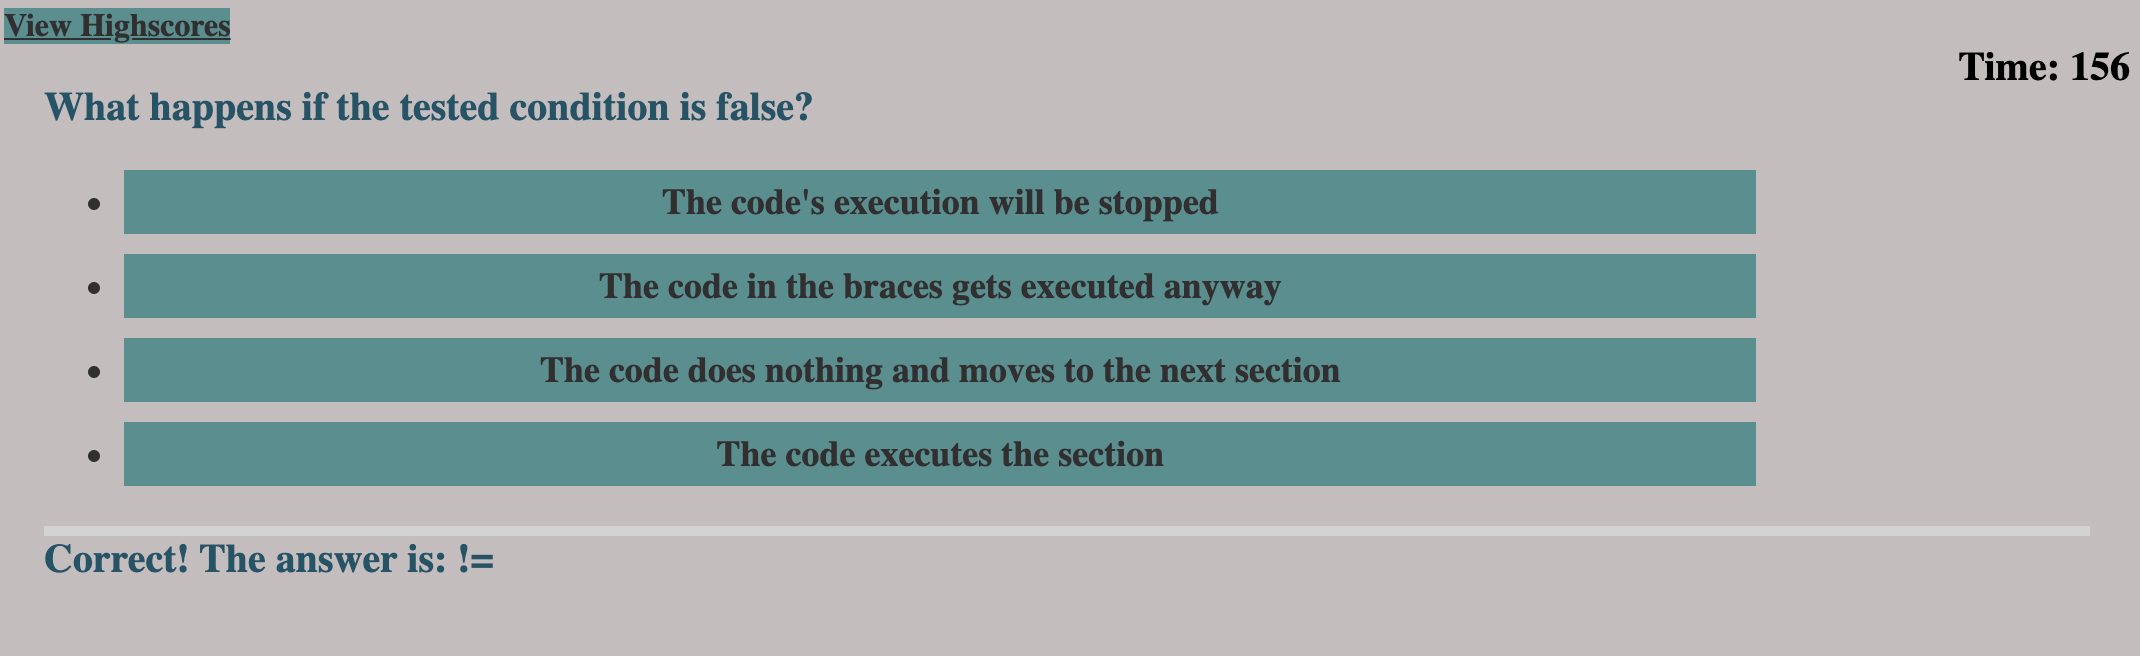 View Highscores
Time: 156
What happens if the tested condition is false?
The code's execution will be stopped
The code in the braces gets executed anyway
The code does nothing and moves to the next section
The code executes the section
Correct! The answer is: !=